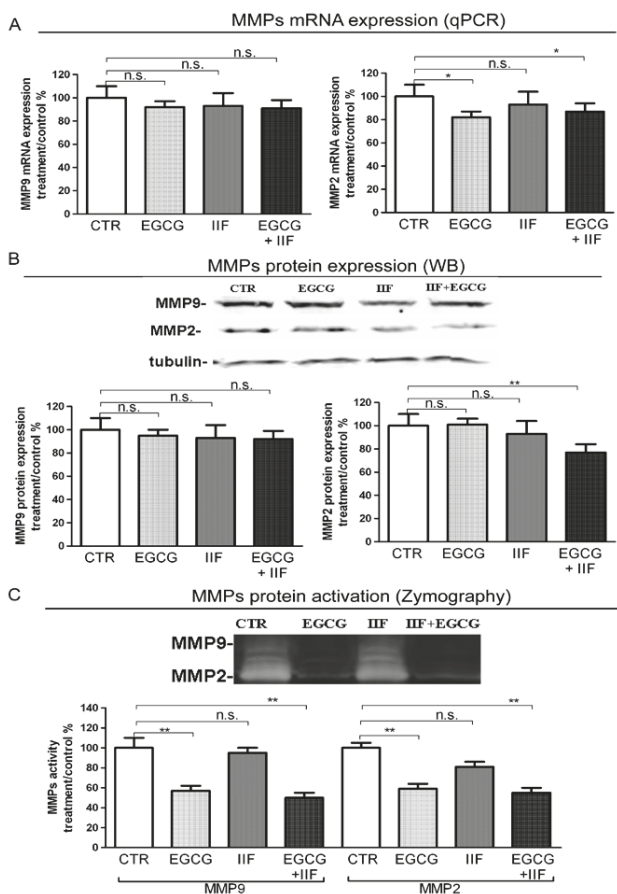 A
MMPs mRNA expression (qPCR)
n.s.
n.s.
n.s.
MMP9 mRNA expression
treatment/control %
120
100
80
60
40
20
0
CTR EGCG IIF EGCG
+ IIF
*
n.s.
*
MMP2 mRNA expression
treatment/control %
120
100
80
60
40
20
0
CTR EGCG IIF EGCG
+ IIF
B
MMPs protein expression (WB)
CTR EGCG IIF IIF+EGCG
MMP9-
MMP2-
tubulin-
n.s.
n.s.
n.s.
MMP9 protein expression
treatment/control %
120
100
80
60
40
20
0
CTR EGCG IIF EGCG
+ IIF
**
n.s.
n.s.
MMP2 protein expression
treatment/control %
120
100
80
60
40
20
0
CTR EGCG IIF EGCG
+ IIF
C
MMPs protein activation (Zymography)
CTR EGCG IIF IIF+EGCG
MMP9-
MMP2-
**
n.s.
**
**
n.s.
**
MMPs activity
treatment/control %
140
120
100
80
60
40
20
0
CTR EGCG IIF EGCG CTR EGCG IIF EGCG
+IIF +IIF
MMP9 MMP2